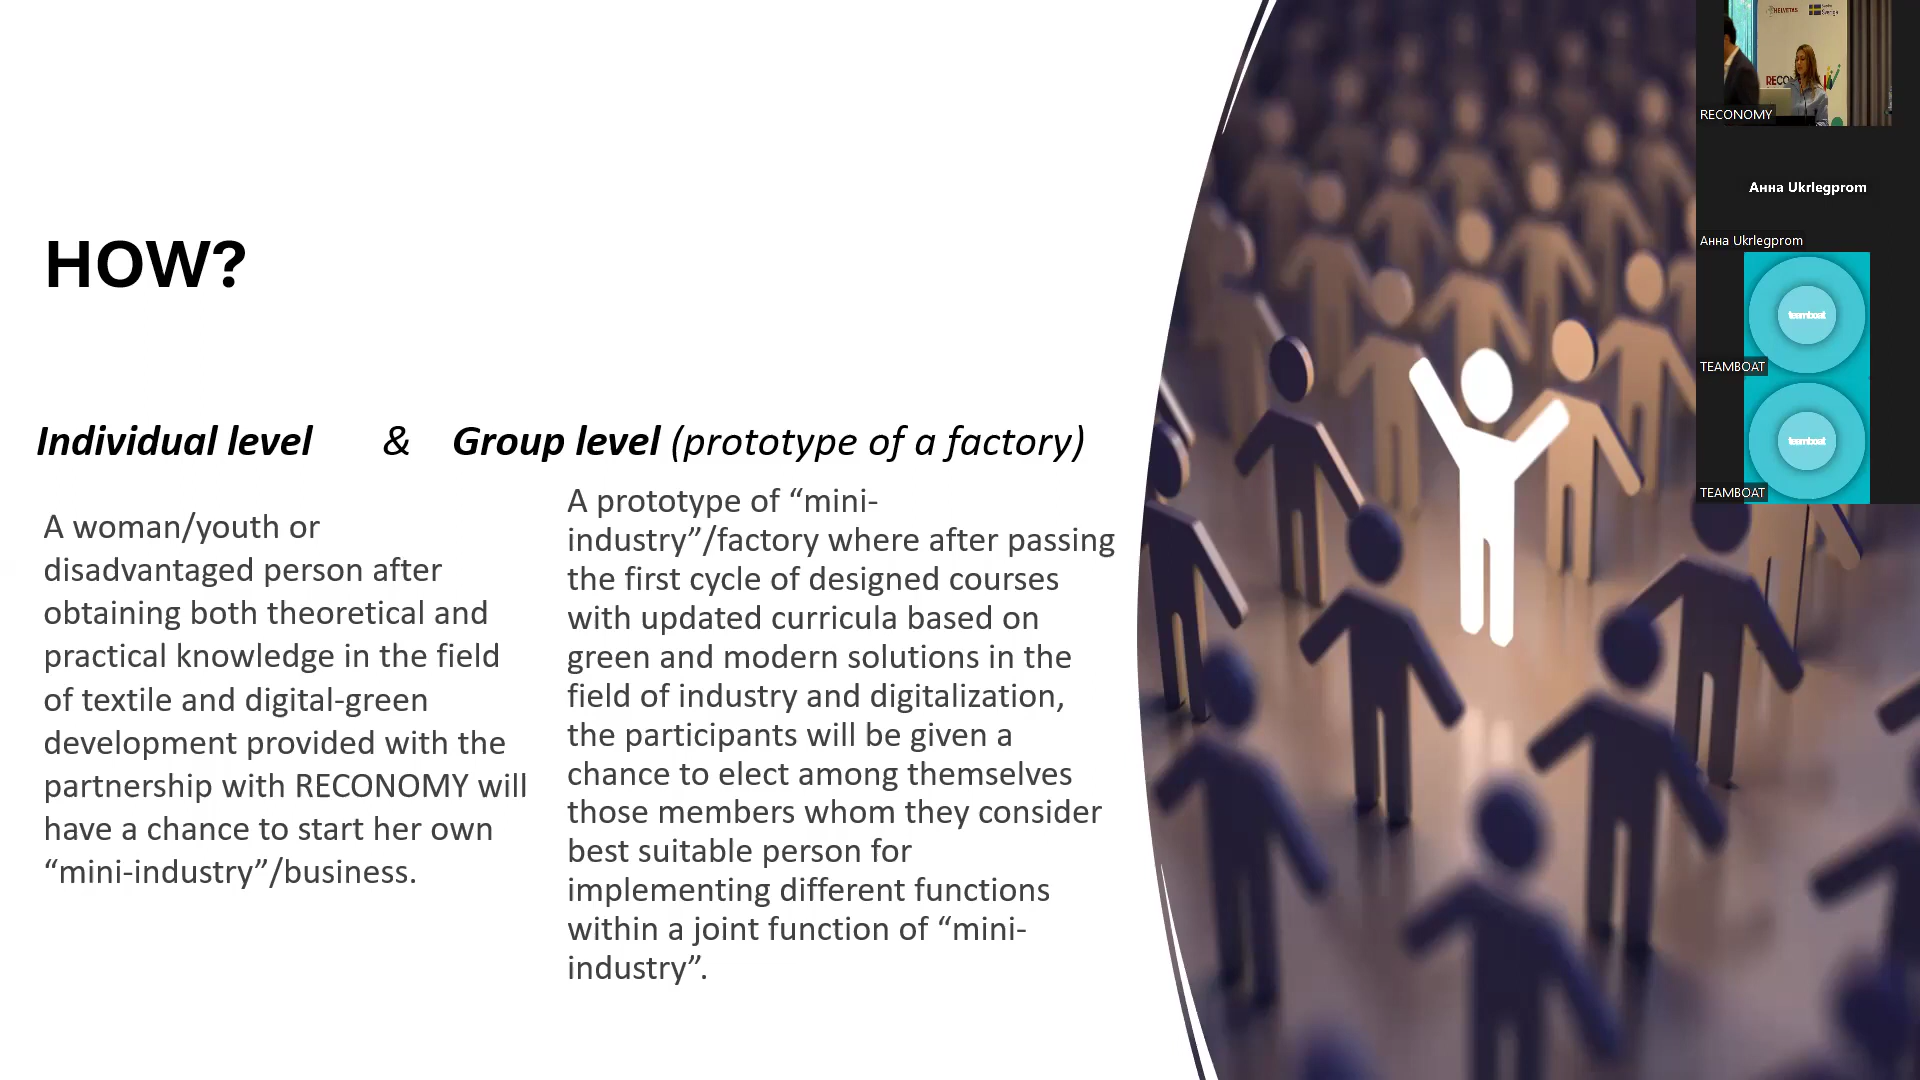 HOW?
Individual level & Group level (prototype of a factory)
A woman/youth or
disadvantaged person after
obtaining both theoretical and
practical knowledge in the field
of textile and digital-green
development provided with the
partnership with RECONOMY will
have a chance to start her own
“mini-industry”/business.
A prototype of “mini-
industry”/factory where after passing
the first cycle of designed courses
with updated curricula based on
green and modern solutions in the
field of industry and digitalization,
the participants will be given a
chance to elect among themselves
those members whom they consider
best suitable person for
implementing different functions
within a joint function of “mini-
industry”.
HELVETAS
Sverige
RECONOMY
Анна Ukrlegprom
Анна Ukrlegprom
teamboat
TEAMBOAT
teamboat
TEAMBOAT